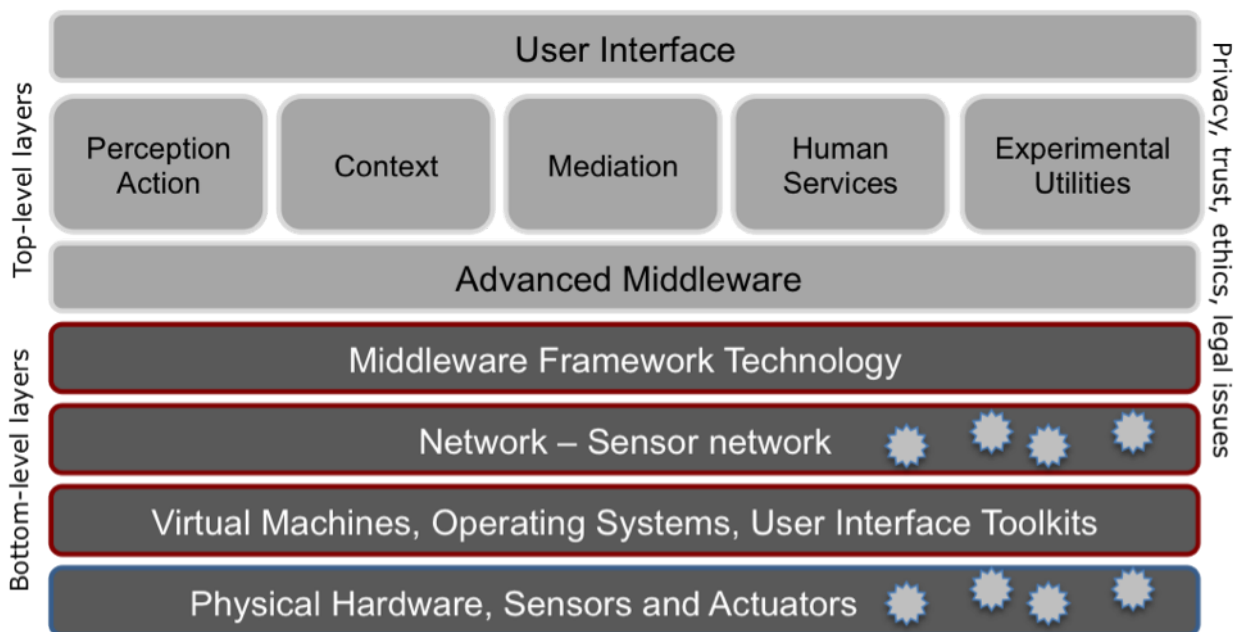 User Interface
Top-level layers
Perception
Action
Context
Mediation
Human
Services
Experimental
Utilities
Advanced Middleware
Privacy, trust, ethics, legal issues
Bottom-level layers
Middleware Framework Technology
Network – Sensor network
Virtual Machines, Operating Systems, User Interface Toolkits
Physical Hardware, Sensors and Actuators